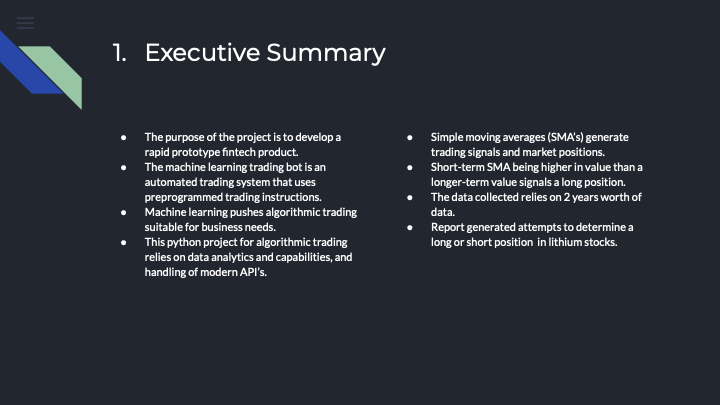 1. Executive Summary
● The purpose of the project is to develop a
rapid prototype fintech product.
● The machine learning trading bot is an
automated trading system that uses
preprogrammed trading instructions.
● Machine learning pushes algorithmic trading
suitable for business needs.
● This python project for algorithmic trading
relies on data analytics and capabilities, and
handling of modern API's.
● Simple moving averages (SMA's) generate
trading signals and market positions.
● Short-term SMA being higher in value than a
longer-term value signals a long position.
● The data collected relies on 2 years worth of
data.
● Report generated attempts to determine a
long or short position in lithium stocks.